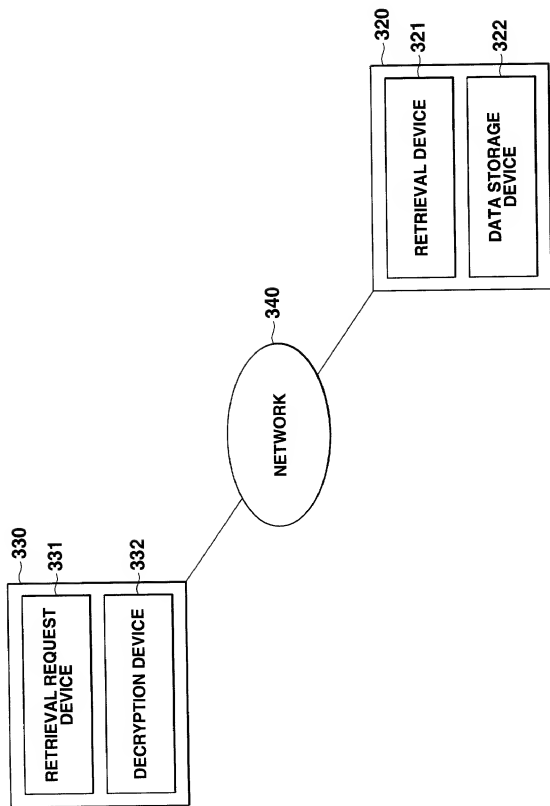 330
331
RETRIEVAL REQUEST
DEVICE
332
DECRYPTION DEVICE
340
NETWORK
320
321
RETRIEVAL DEVICE
322
DATA STORAGE
DEVICE